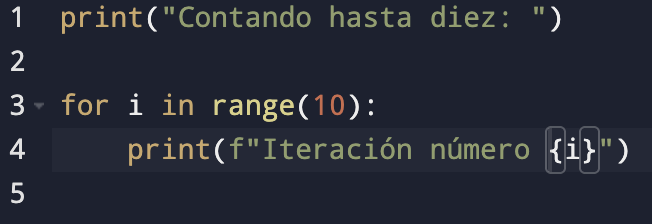 1 print("Contando hasta diez: ")
2
3 for i in range(10):
4     print(f"Iteración número {i}")
5